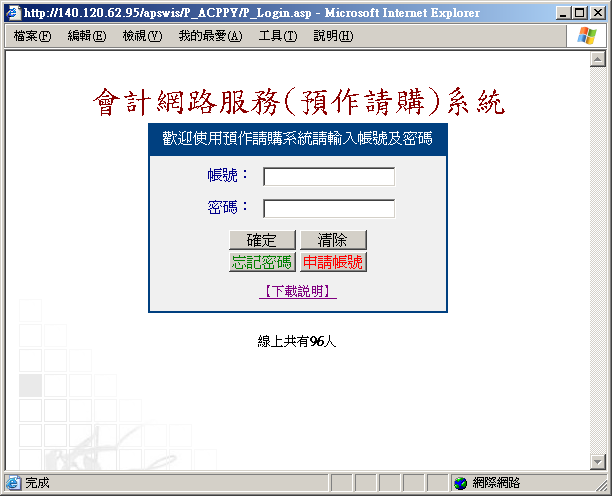 http://140.120.62.95/apswis/P_ACPPY/P_Login.asp - Microsoft Internet Explorer
檔案(F) 編輯(E) 檢視(V) 我的最愛(A) 工具(T) 說明(H)
會計網路服務(預作請購)系統
歡迎使用預作請購系統請輸入帳號及密碼
帳號：
密碼：
確定 清除
忘記密碼 申請帳號
【下載說明】
線上共有96人
完成 網際網路